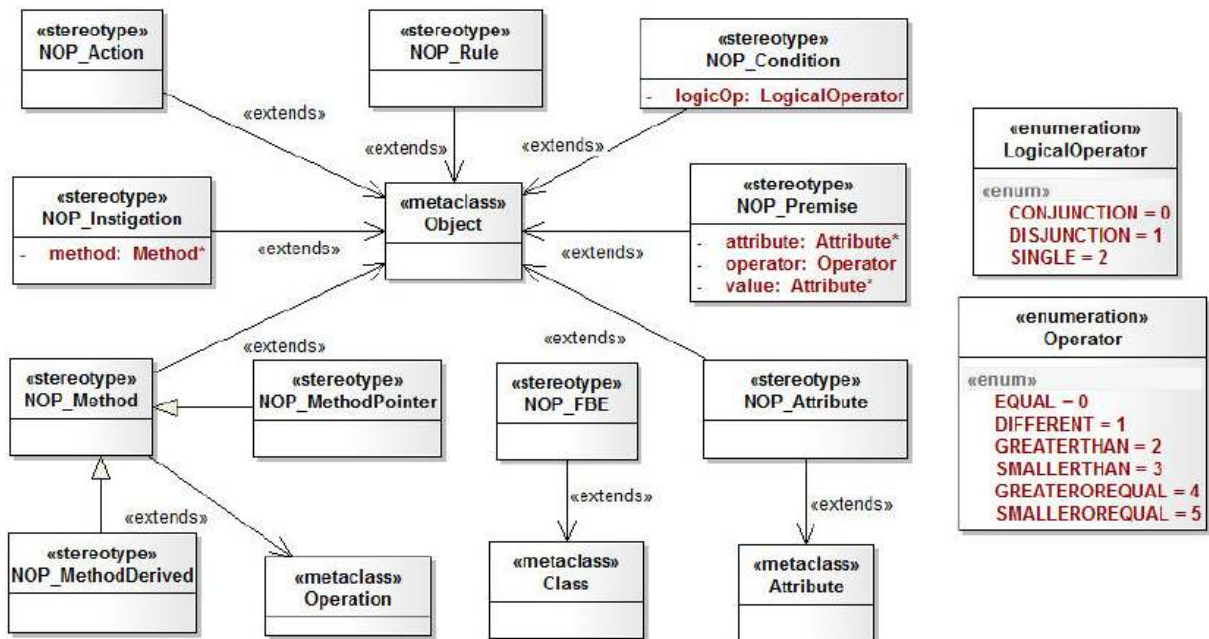 «stereotype»
NOP_Action
«stereotype»
NOP_Rule
«stereotype»
NOP_Condition
- logicOp: LogicalOperator
«extends»
«extends»
«extends»
«enumeration»
LogicalOperator
«enum»
CONJUNCTION = 0
DISJUNCTION = 1
SINGLE = 2
«stereotype»
NOP_Instigation
- method: Method*
«metaclass»
Object
«stereotype»
NOP_Premise
- attribute: Attribute*
- operator: Operator
- value: Attribute*
«extends»
«extends»
«enumeration»
Operator
«enum»
EQUAL = 0
DIFFERENT = 1
GREATERTHAN = 2
SMALLERTHAN = 3
GREATEROREQUAL = 4
SMALLEROREQUAL = 5
«extends»
«extends»
«stereotype»
NOP_Method
«stereotype»
NOP_MethodPointer
«stereotype»
NOP_FBE
«stereotype»
NOP_Attribute
«extends»
«extends»
«extends»
«stereotype»
NOP_MethodDerived
«metaclass»
Operation
«metaclass»
Class
«metaclass»
Attribute